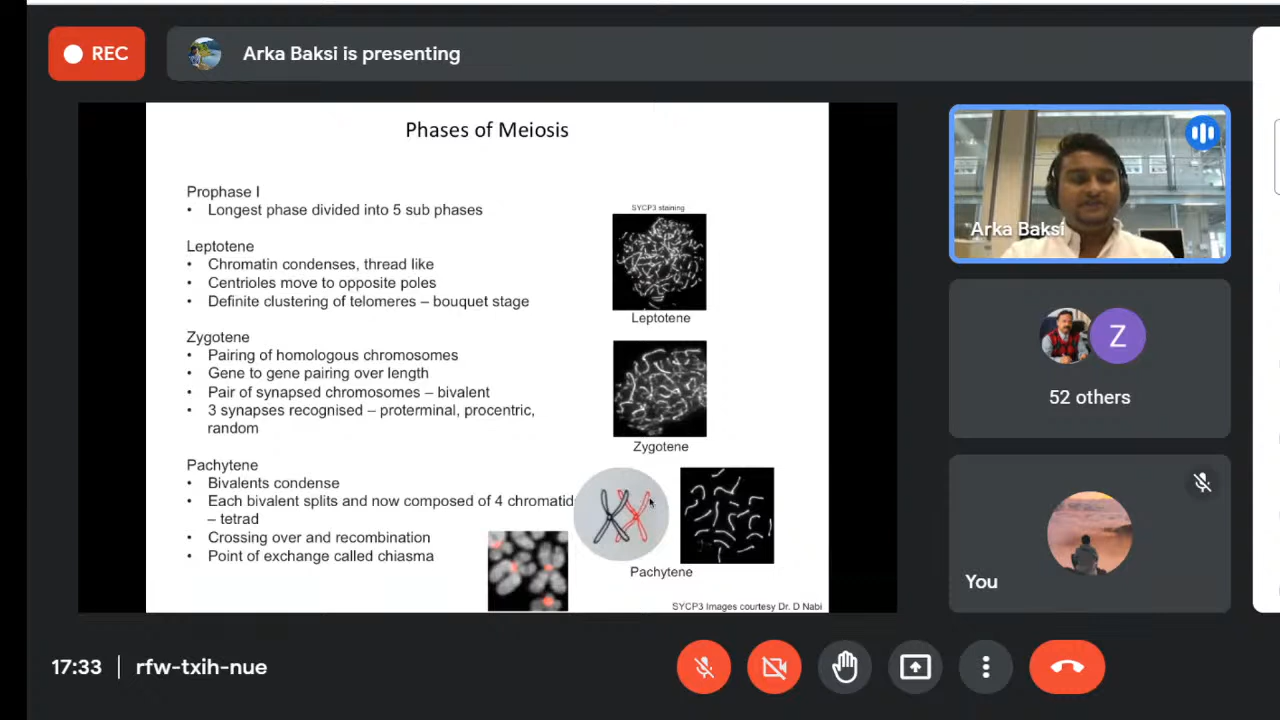 REC
Arka Baksi is presenting
Phases of Meiosis
Prophase I
• Longest phase divided into 5 sub phases
Leptotene
• Chromatin condenses, thread like
• Centrioles move to opposite poles
• Definite clustering of telomeres – bouquet stage
Zygotene
• Pairing of homologous chromosomes
• Gene to gene pairing over length
• Pair of synapsed chromosomes – bivalent
• 3 synapses recognised – proterminal, procentric,
random
Pachytene
• Bivalents condense
• Each bivalent splits and now composed of 4 chromatid
– tetrad
• Crossing over and recombination
• Point of exchange called chiasma
SYCP3 staining
Leptotene
Zygotene
Pachytene
SYCP3 Images courtesy Dr. D Nabi
Arka Baksi
Z
52 others
You
17:33 | rfw-txih-nue